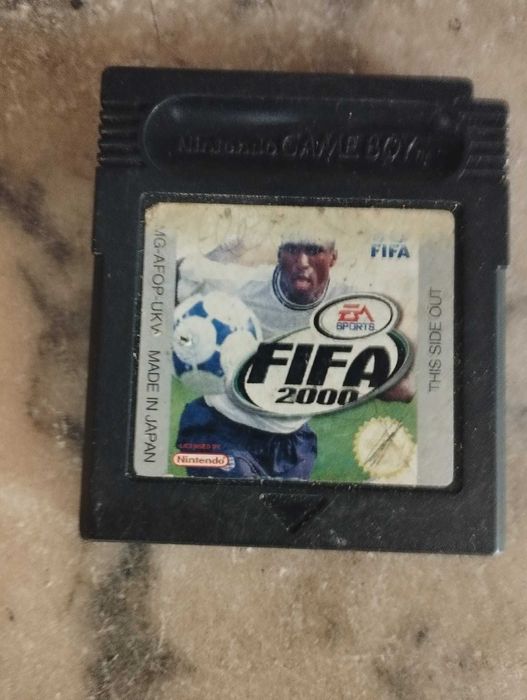 Nintendo GAME BOY
FIFA
MG-AFOP-UKV
MADE IN JAPAN
THIS SIDE OUT
EA
SPORTS
FIFA
2000
LICENSED BY
Nintendo